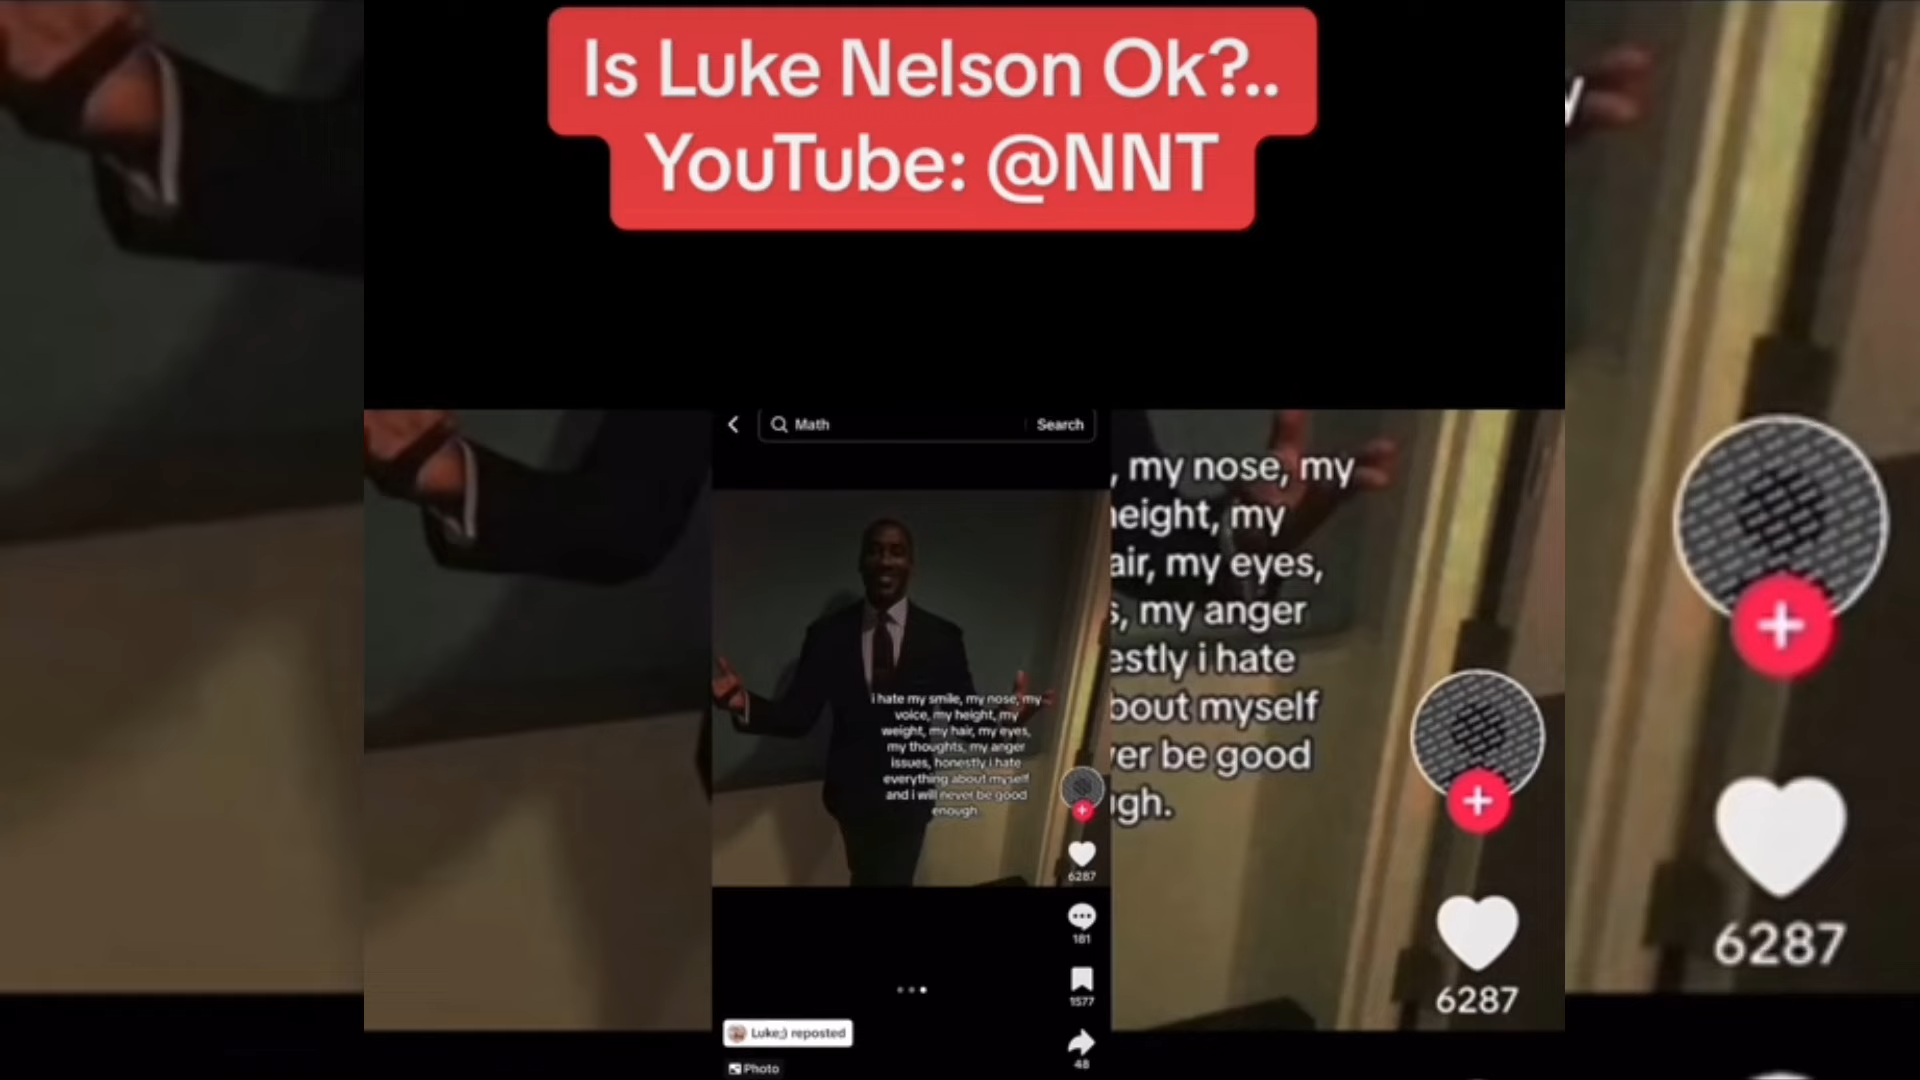 Is Luke Nelson Ok?..
YouTube: @NNT
Math
Search
i hate my smile, my nose, my
voice, my height, my
weight, my hair, my eyes,
my thoughts, my anger
issues, honestly i hate
everything about myself
and i will never be good
enough.
6287
181
1577
48
Luke;) reposted
Photo
, my nose, my
height, my
air, my eyes,
s, my anger
estly i hate
bout myself
ver be good
ugh.
6287
y
6287